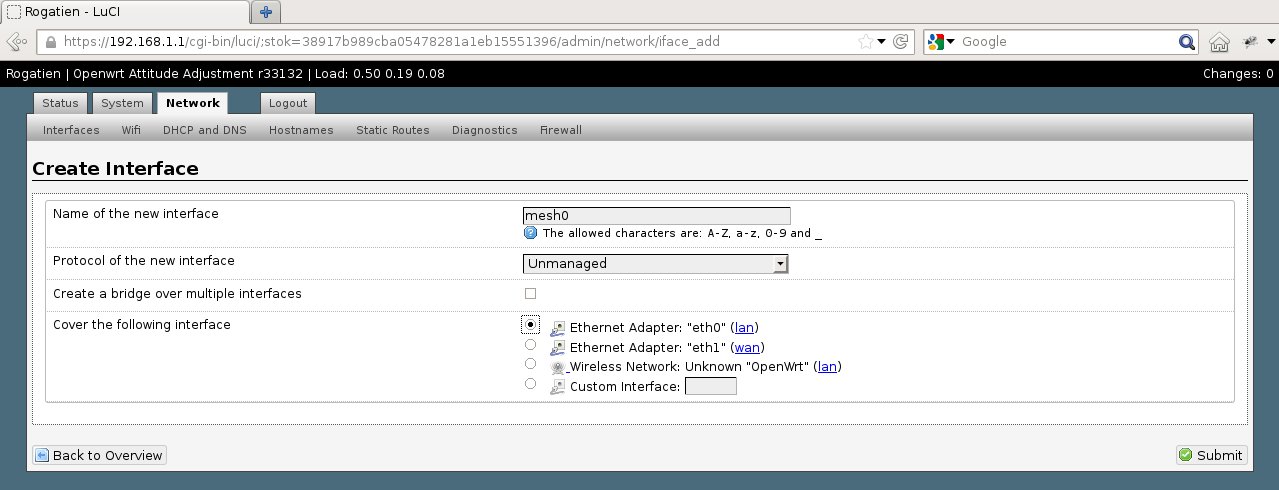 Rogatien - LuCI
https://192.168.1.1/cgi-bin/luci/;stok=38917b989cba05478281a1eb15551396/admin/network/iface_add
Google
Rogatien | Openwrt Attitude Adjustment r33132 | Load: 0.50 0.19 0.08
Changes: 0
Status System Network Logout
Interfaces Wifi DHCP and DNS Hostnames Static Routes Diagnostics Firewall
Create Interface
Name of the new interface
mesh0
The allowed characters are: A-Z, a-z, 0-9 and _
Protocol of the new interface
Unmanaged
Create a bridge over multiple interfaces
Cover the following interface
Ethernet Adapter: "eth0" (lan)
Ethernet Adapter: "eth1" (wan)
Wireless Network: Unknown "OpenWrt" (lan)
Custom Interface:
Back to Overview
Submit